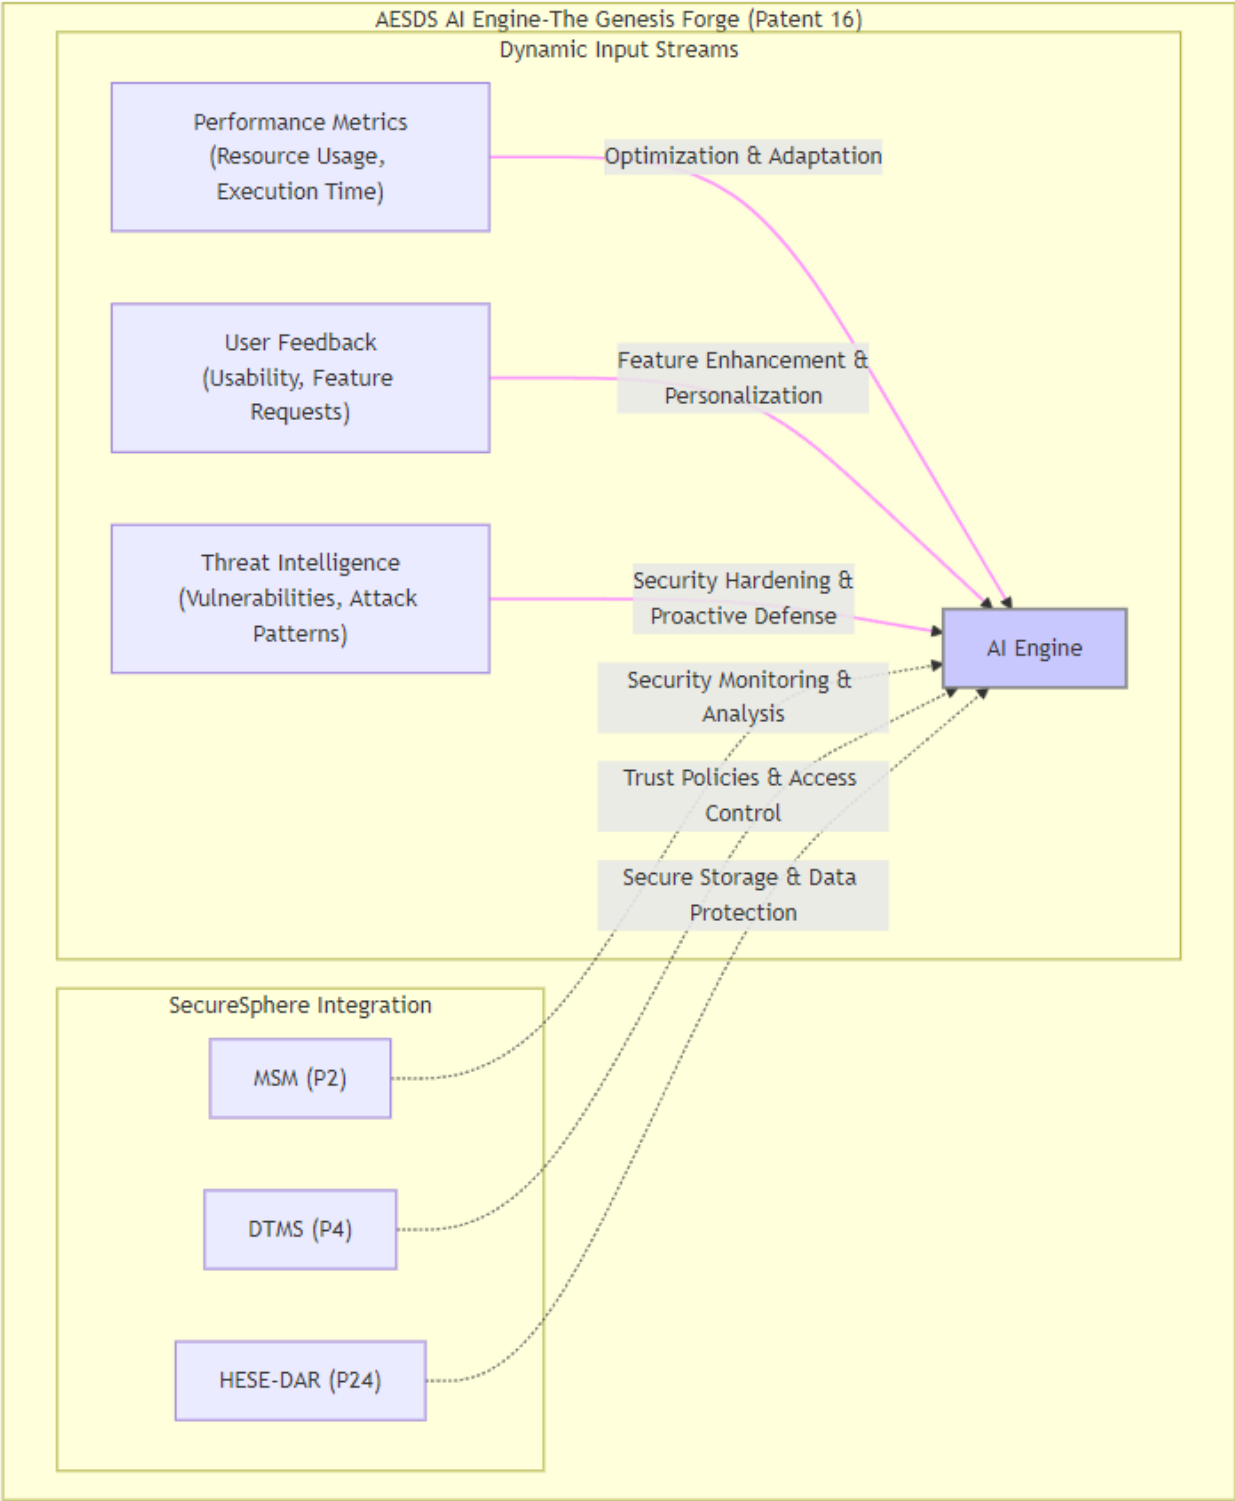 AESDS AI Engine-The Genesis Forge (Patent 16)
Dynamic Input Streams
Performance Metrics
(Resource Usage,
Execution Time)
Optimization & Adaptation
User Feedback
(Usability, Feature
Requests)
Feature Enhancement &
Personalization
Threat Intelligence
(Vulnerabilities, Attack
Patterns)
Security Hardening &
Proactive Defense
AI Engine
Security Monitoring &
Analysis
Trust Policies & Access
Control
Secure Storage & Data
Protection
SecureSphere Integration
MSM (P2)
DTMS (P4)
HESE-DAR (P24)